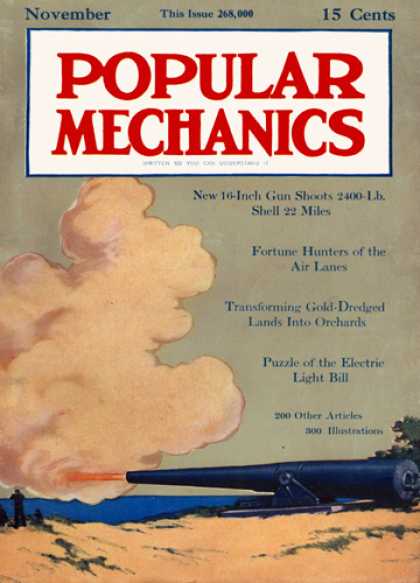 November This Issue 268,000 15 Cents
POPULAR
MECHANICS
WRITTEN SO YOU CAN UNDERSTAND IT
New 16-Inch Gun Shoots 2400-Lb.
Shell 22 Miles
Fortune Hunters of the
Air Lanes
Transforming Gold-Dredged
Lands Into Orchards
Puzzle of the Electric
Light Bill
200 Other Articles
300 Illustrations